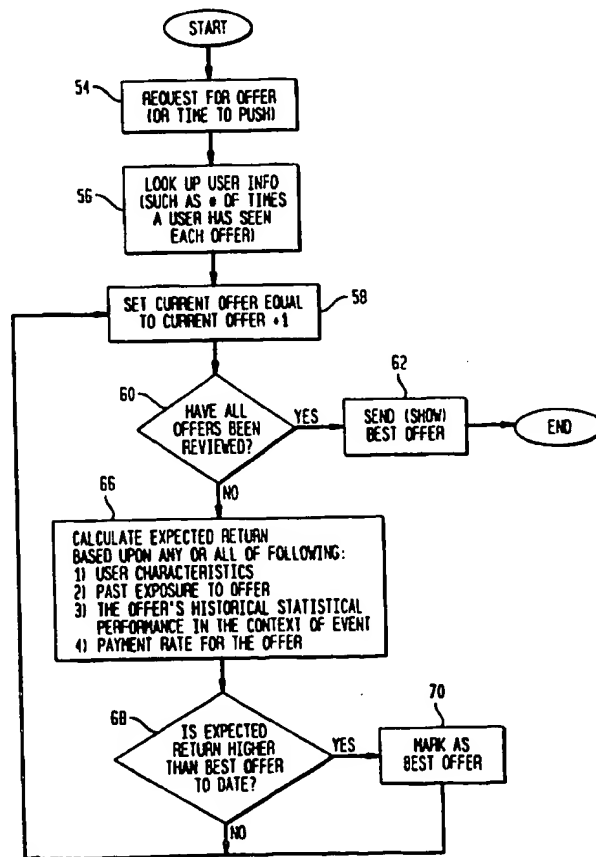 START
54
REQUEST FOR OFFER
(OR TIME TO PUSH)
56
LOOK UP USER INFO
(SUCH AS # OF TIMES
A USER HAS SEEN
EACH OFFER)
SET CURRENT OFFER EQUAL
TO CURRENT OFFER +1
58
60
HAVE ALL
OFFERS BEEN
REVIEWED?
YES
62
SEND (SHOW)
BEST OFFER
END
NO
66
CALCULATE EXPECTED RETURN
BASED UPON ANY OR ALL OF FOLLOWING:
1) USER CHARACTERISTICS
2) PAST EXPOSURE TO OFFER
3) THE OFFER'S HISTORICAL STATISTICAL
PERFORMANCE IN THE CONTEXT OF EVENT
4) PAYMENT RATE FOR THE OFFER
68
IS EXPECTED
RETURN HIGHER
THAN BEST OFFER
TO DATE?
YES
70
MARK AS
BEST OFFER
NO